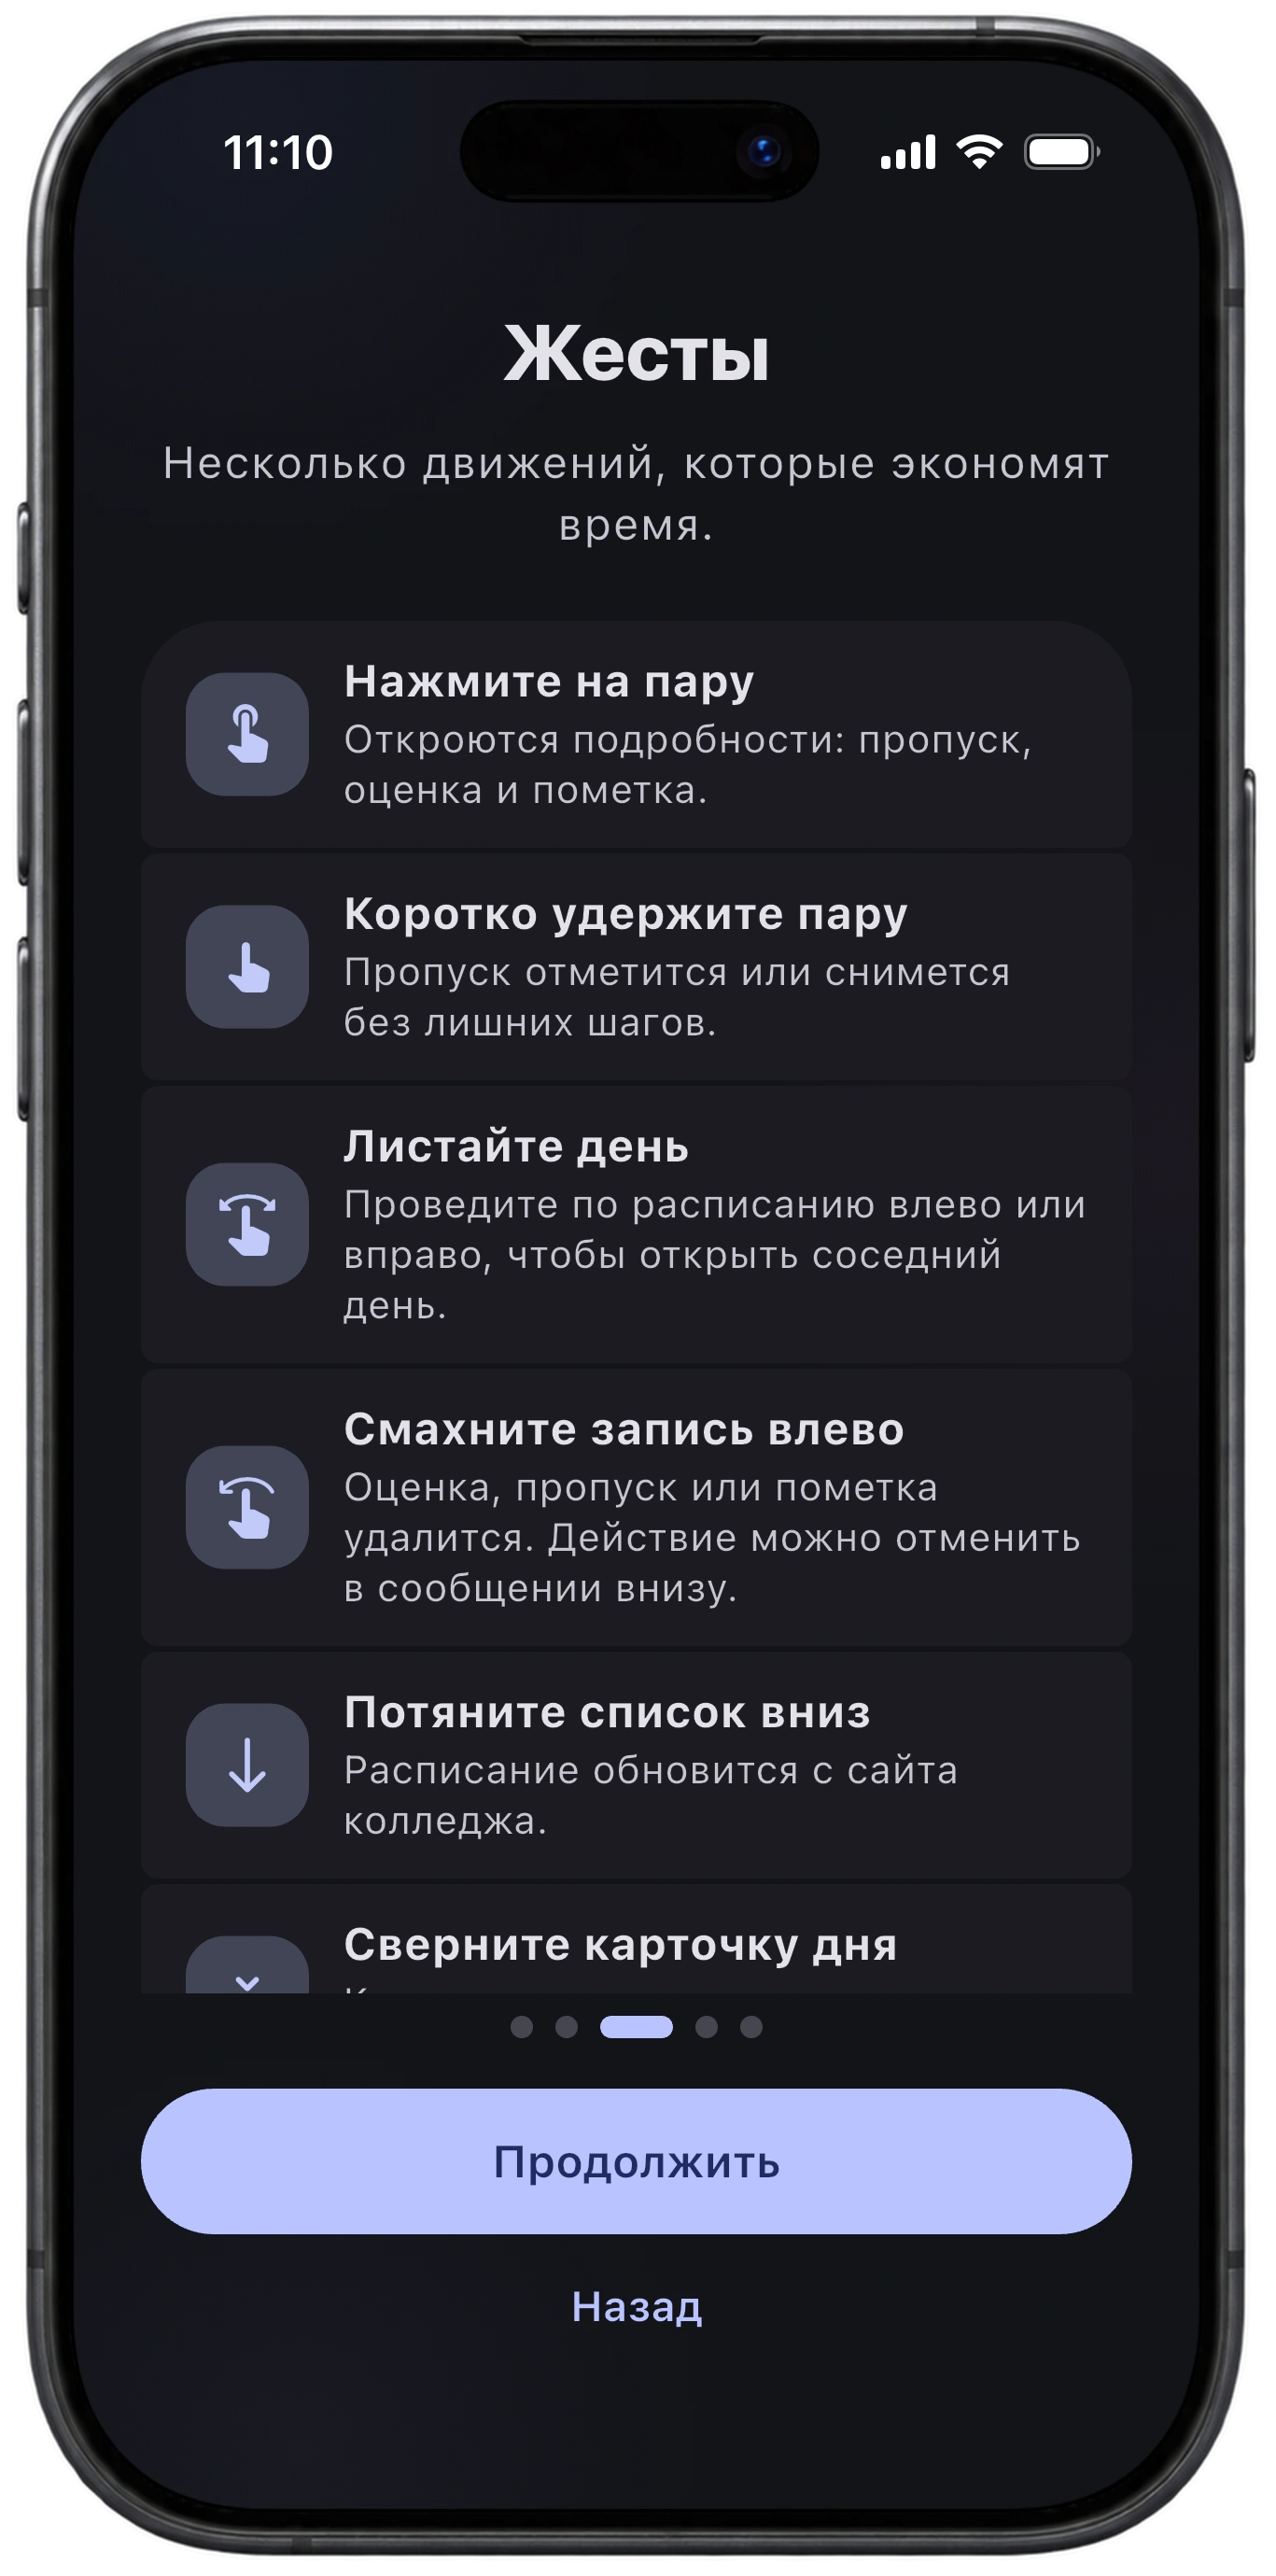 11:10
Жесты
Несколько движений, которые экономят
время.
Нажмите на пару
Откроются подробности: пропуск,
оценка и пометка.
Коротко удержите пару
Пропуск отметится или снимется
без лишних шагов.
Листайте день
Проведите по расписанию влево или
вправо, чтобы открыть соседний
день.
Смахните запись влево
Оценка, пропуск или пометка
удалится. Действие можно отменить
в сообщении внизу.
Потяните список вниз
Расписание обновится с сайта
колледжа.
Сверните карточку дня
Продолжить
Назад